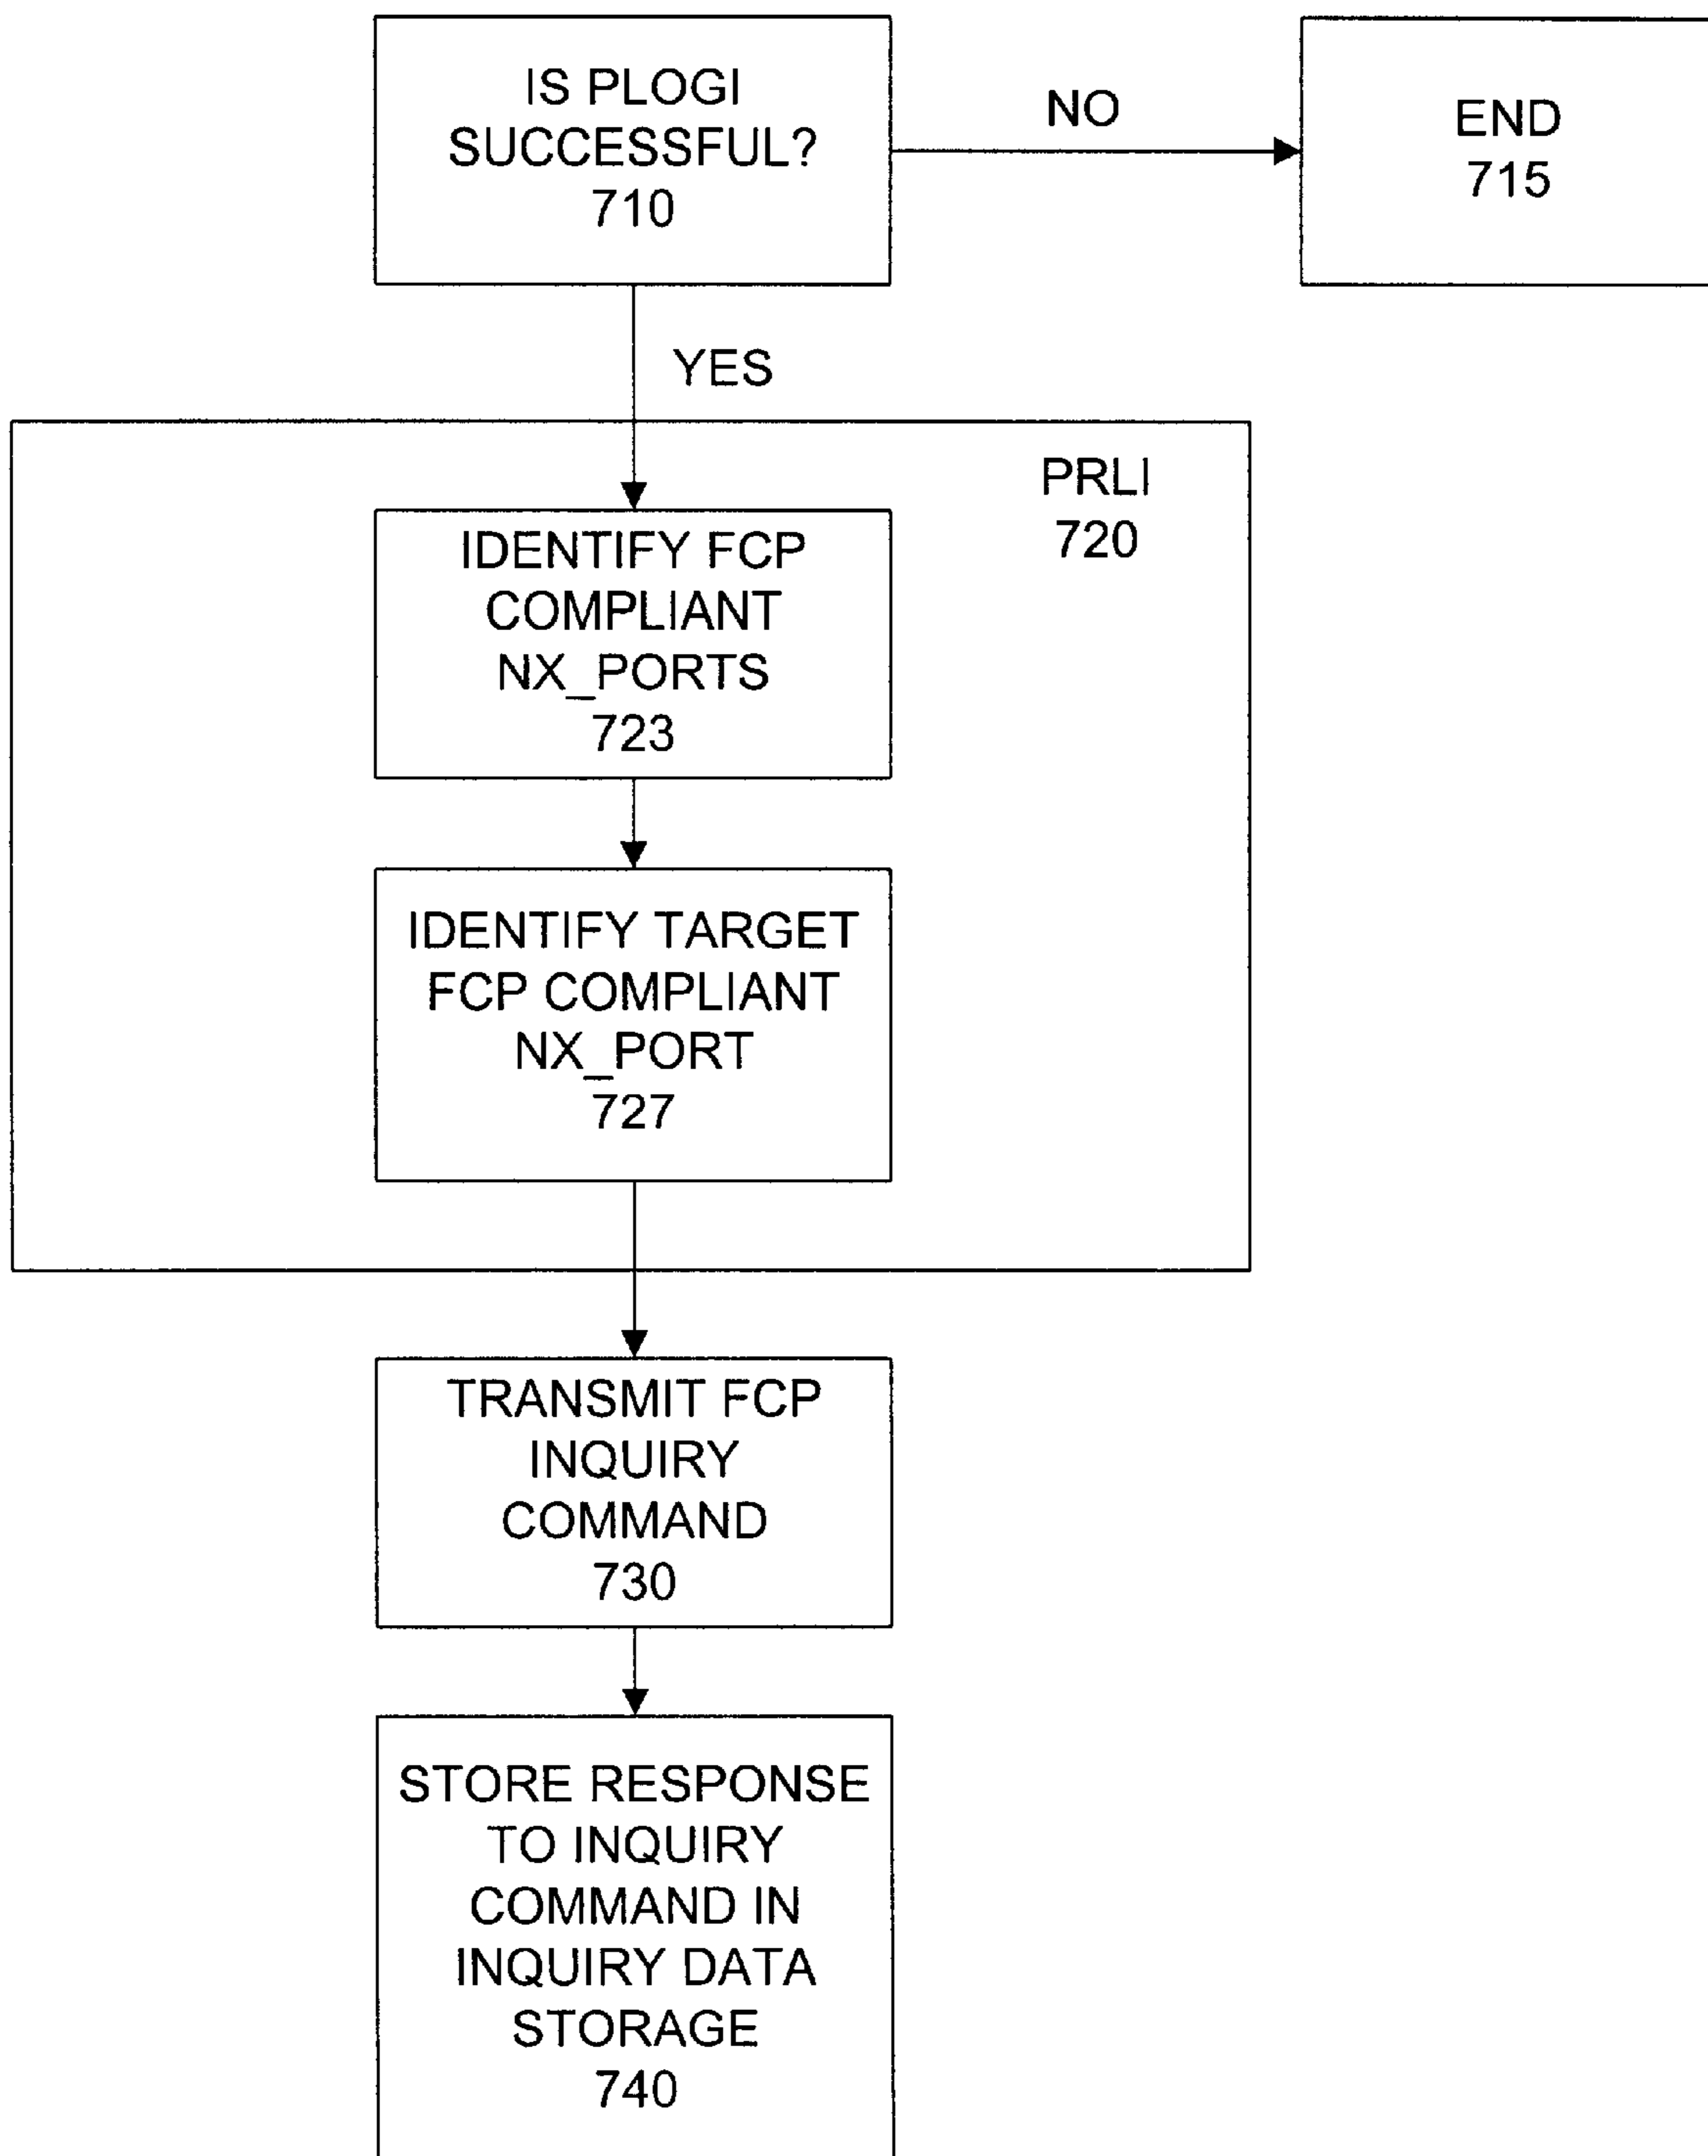 IS PLOGI
SUCCESSFUL?
710
NO
END
715
YES
PRLI
720
IDENTIFY FCP
COMPLIANT
NX_PORTS
723
IDENTIFY TARGET
FCP COMPLIANT
NX_PORT
727
TRANSMIT FCP
INQUIRY
COMMAND
730
STORE RESPONSE
TO INQUIRY
COMMAND IN
INQUIRY DATA
STORAGE
740